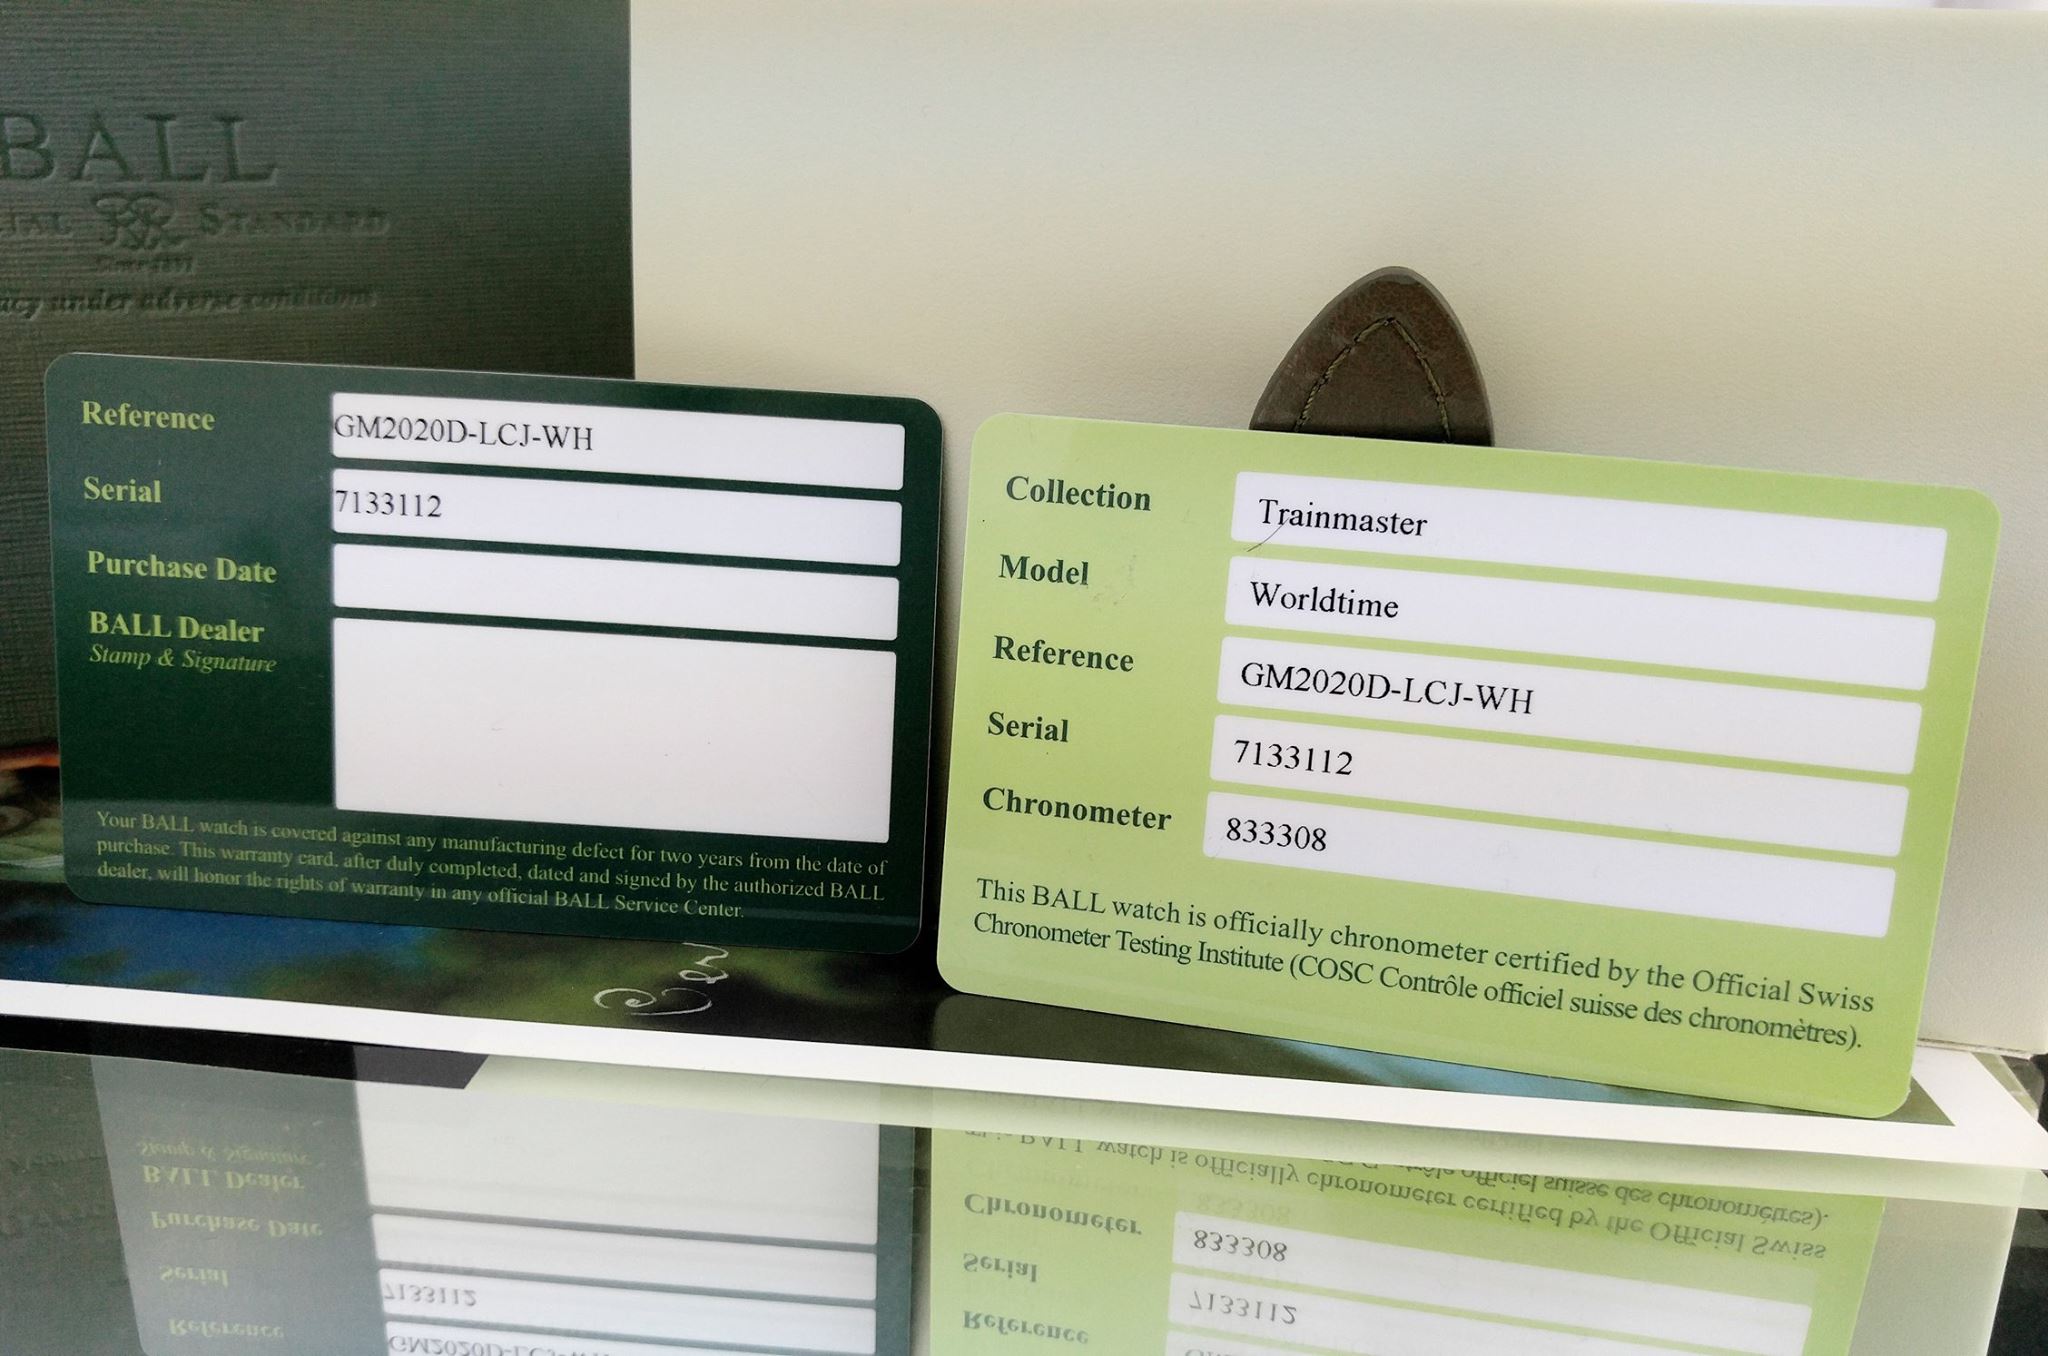 BALL
STANDARD
under adverse conditions
Reference
GM2020D-LCJ-WH
Serial
7133112
Purchase Date
BALL Dealer
Stamp & Signature
Your BALL watch is covered against any manufacturing defect for two years from the date of
purchase. This warranty card, after duly completed, dated and signed by the authorized BALL
dealer, will honor the rights of warranty in any official BALL Service Center.
Collection
Trainmaster
Model
Worldtime
Reference
GM2020D-LCJ-WH
Serial
7133112
Chronometer
833308
This BALL watch is officially chronometer certified by the Official Swiss
Chronometer Testing Institute (COSC Contrôle officiel suisse des chronomètres).